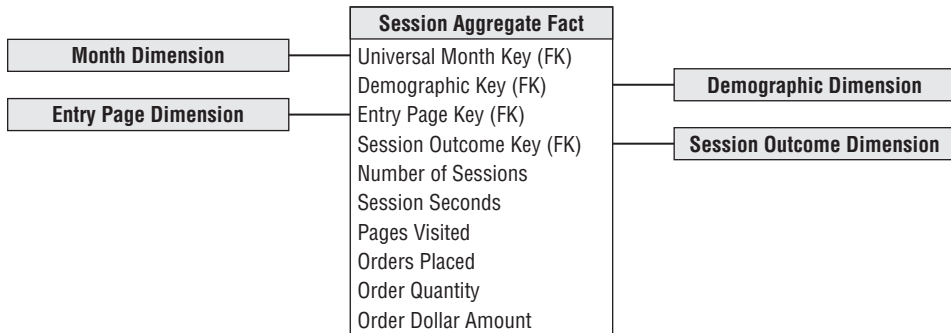 Session Aggregate Fact
Month Dimension
Universal Month Key (FK)
Demographic Key (FK)
Demographic Dimension
Entry Page Dimension
Entry Page Key (FK)
Session Outcome Key (FK)
Session Outcome Dimension
Number of Sessions
Session Seconds
Pages Visited
Orders Placed
Order Quantity
Order Dollar Amount